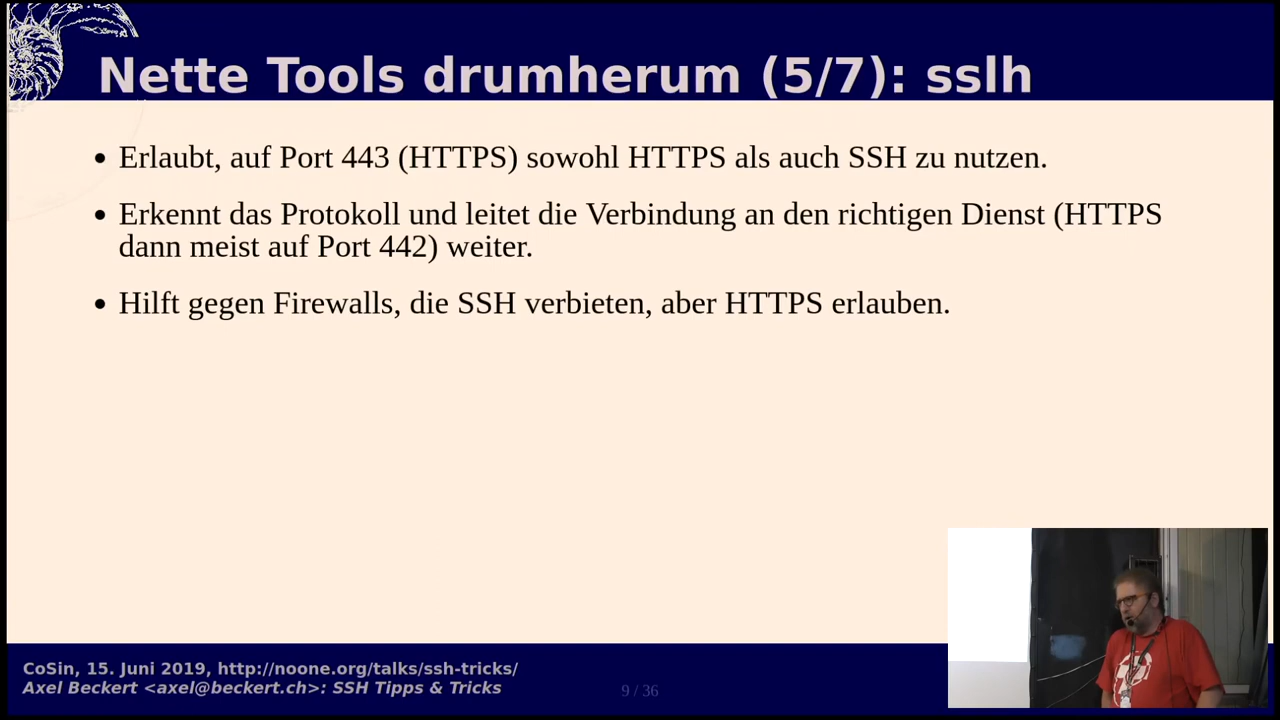 Nette Tools drumherum (5/7): sslh
• Erlaubt, auf Port 443 (HTTPS) sowohl HTTPS als auch SSH zu nutzen.
• Erkennt das Protokoll und leitet die Verbindung an den richtigen Dienst (HTTPS
dann meist auf Port 442) weiter.
• Hilft gegen Firewalls, die SSH verbieten, aber HTTPS erlauben.
CoSin, 15. Juni 2019, http://noone.org/talks/ssh-tricks/
Axel Beckert <axel@beckert.ch>: SSH Tipps & Tricks
9 / 36